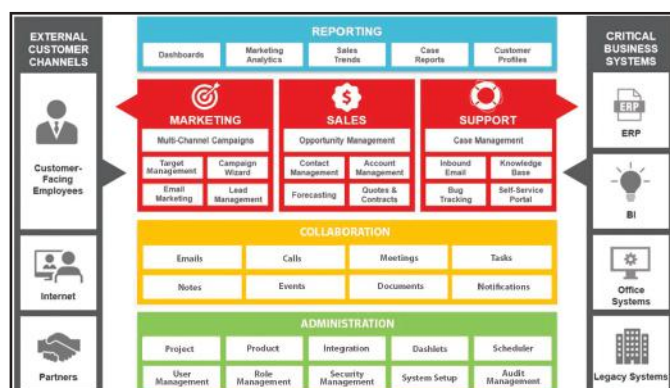 EXTERNAL
CUSTOMER
CHANNELS
Customer-
Facing
Employees
Internet
Partners
REPORTING
Dashboards
Marketing
Analytics
Sales
Trends
Case
Reports
Customer
Profiles
MARKETING
Multi-Channel Campaigns
Target
Management
Campaign
Wizard
Email
Marketing
Lead
Management
SALES
Opportunity Management
Contact
Management
Account
Management
Forecasting
Quotes &
Contracts
SUPPORT
Case Management
Inbound
Email
Knowledge
Base
Bug
Tracking
Self-Service
Portal
COLLABORATION
Emails
Calls
Meetings
Tasks
Notes
Events
Documents
Notifications
ADMINISTRATION
Project
Product
Integration
Dashlets
Scheduler
User
Management
Role
Management
Security
Management
System Setup
Audit
Management
CRITICAL
BUSINESS
SYSTEMS
ERP
ERP
BI
Office
Systems
Legacy Systems